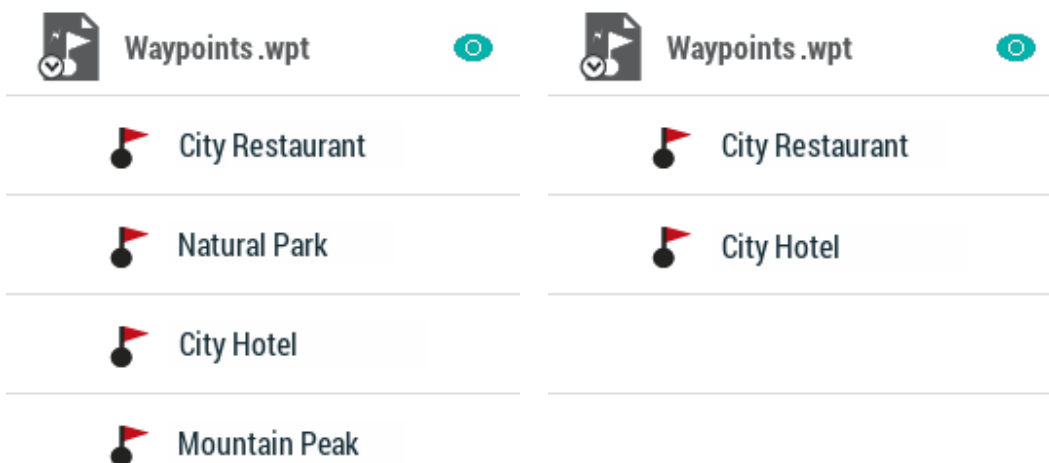 Waypoints.wpt
City Restaurant
Natural Park
City Hotel
Mountain Peak
Waypoints.wpt
City Restaurant
City Hotel